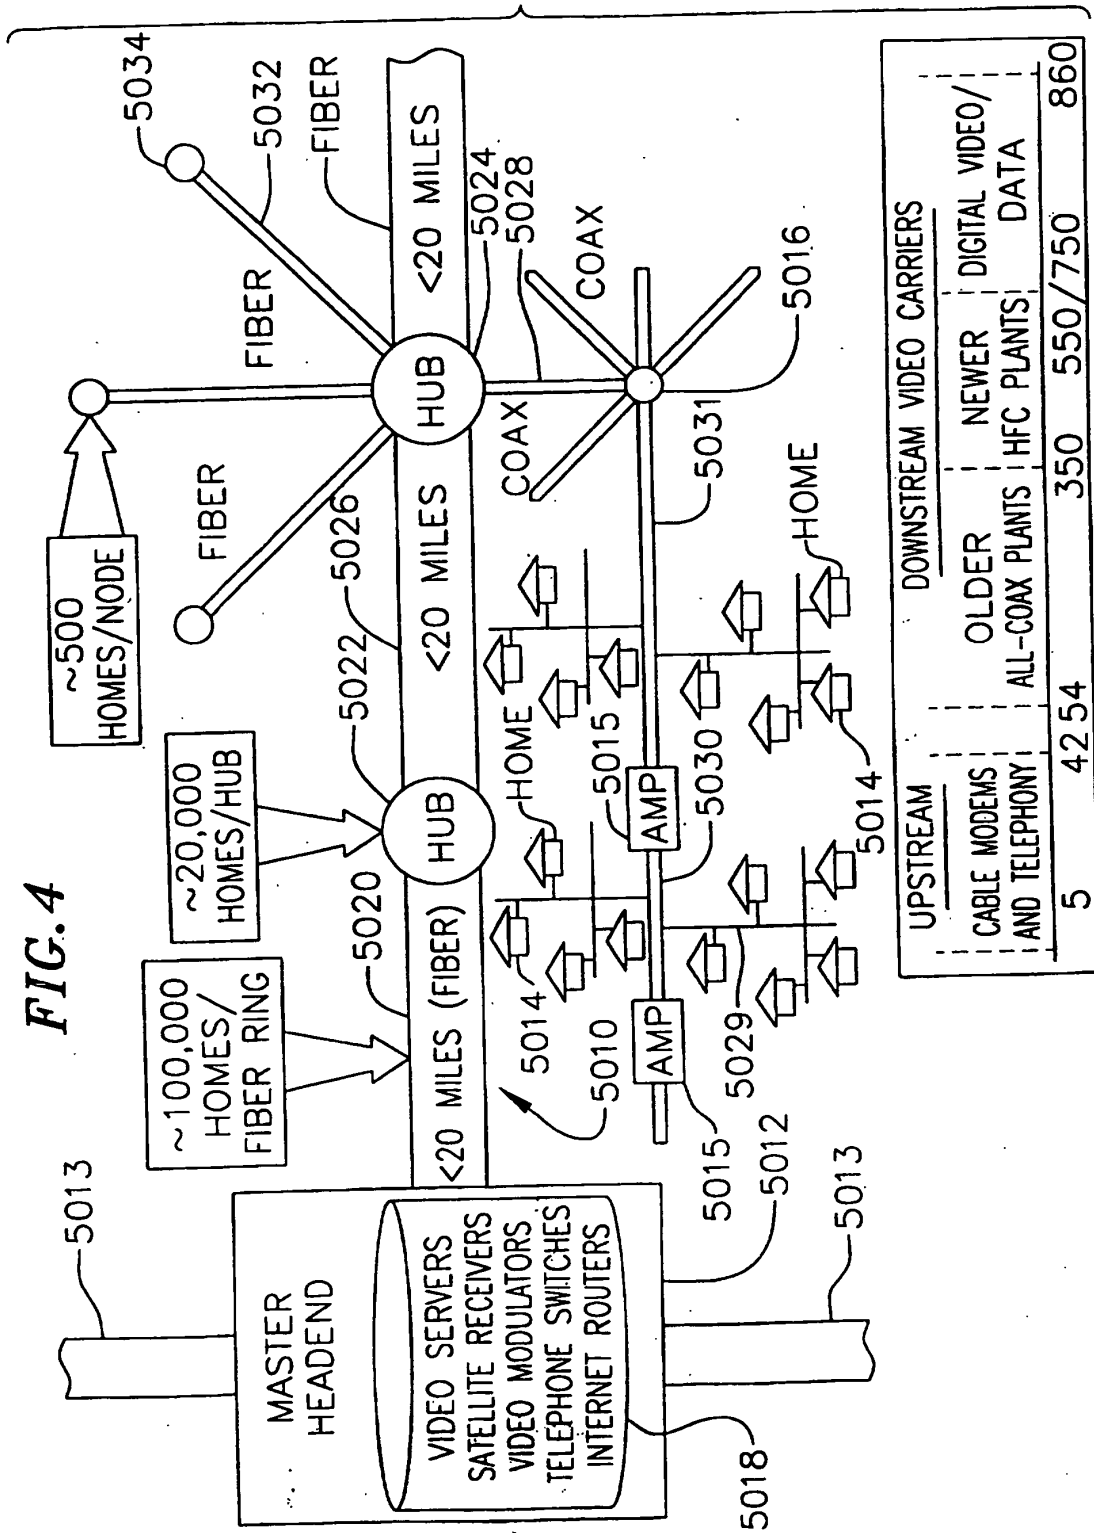 FIG.4
~100,000
HOMES/
FIBER RING
~20,000
HOMES/HUB
~500
HOMES/NODE
5013
MASTER
HEADEND
VIDEO SERVERS
SATELLITE RECEIVERS
VIDEO MODULATORS
TELEPHONE SWITCHES
INTERNET ROUTERS
5018
5012
5013
<20 MILES (FIBER)
5020
5010
HUB
5022
<20 MILES
5026
HUB
5024
<20 MILES
FIBER
FIBER
FIBER
5032
5034
5028
COAX
COAX
5016
5031
5014
HOME
AMP
5015
5029
AMP
5015
5030
5014
HOME
UPSTREAM
CABLE MODEMS
AND TELEPHONY
DOWNSTREAM VIDEO CARRIERS
OLDER
ALL-COAX PLANTS
NEWER
HFC PLANTS
DIGITAL VIDEO/
DATA
5 42 54 350 550/750 860